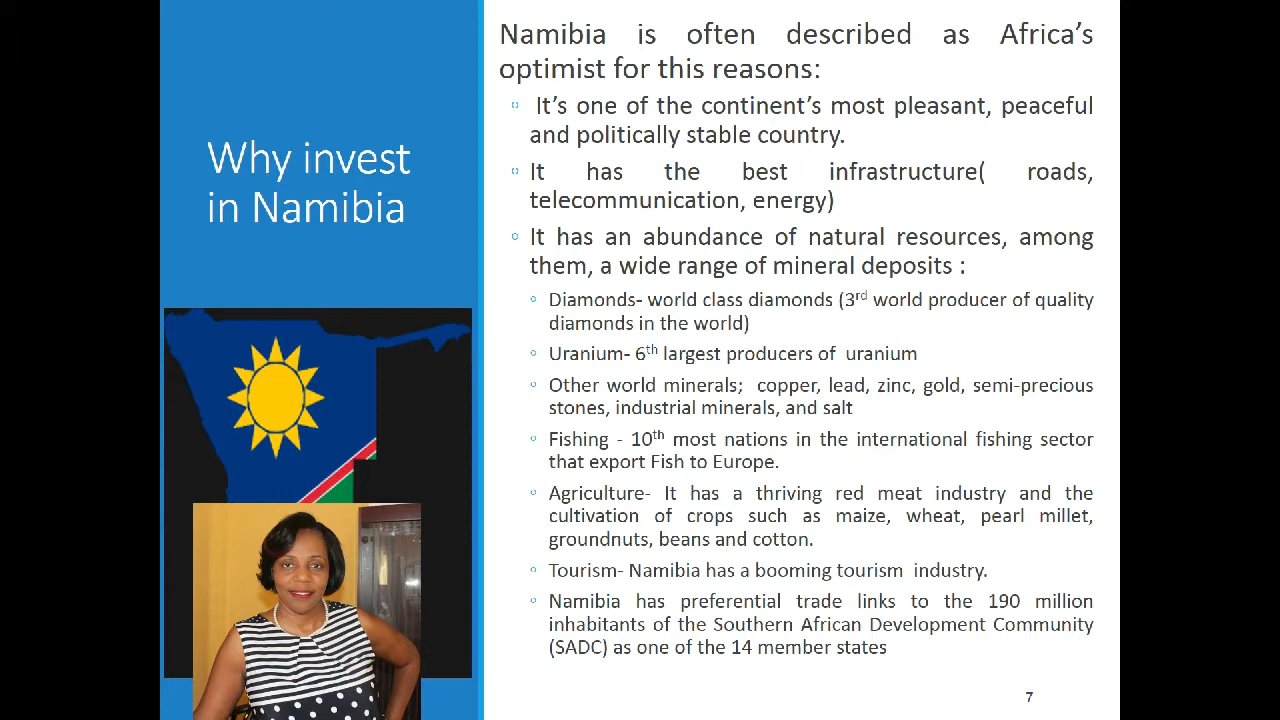 Why invest
in Namibia
Namibia is often described as Africa's
optimist for this reasons:
It's one of the continent's most pleasant, peaceful
and politically stable country.
It has the best infrastructure( roads,
telecommunication, energy)
It has an abundance of natural resources, among
them, a wide range of mineral deposits :
Diamonds- world class diamonds (3rd world producer of quality
diamonds in the world)
Uranium- 6th largest producers of uranium
Other world minerals; copper, lead, zinc, gold, semi-precious
stones, industrial minerals, and salt
Fishing - 10th most nations in the international fishing sector
that export Fish to Europe.
Agriculture- It has a thriving red meat industry and the
cultivation of crops such as maize, wheat, pearl millet,
groundnuts, beans and cotton.
Tourism- Namibia has a booming tourism industry.
Namibia has preferential trade links to the 190 million
inhabitants of the Southern African Development Community
(SADC) as one of the 14 member states
7